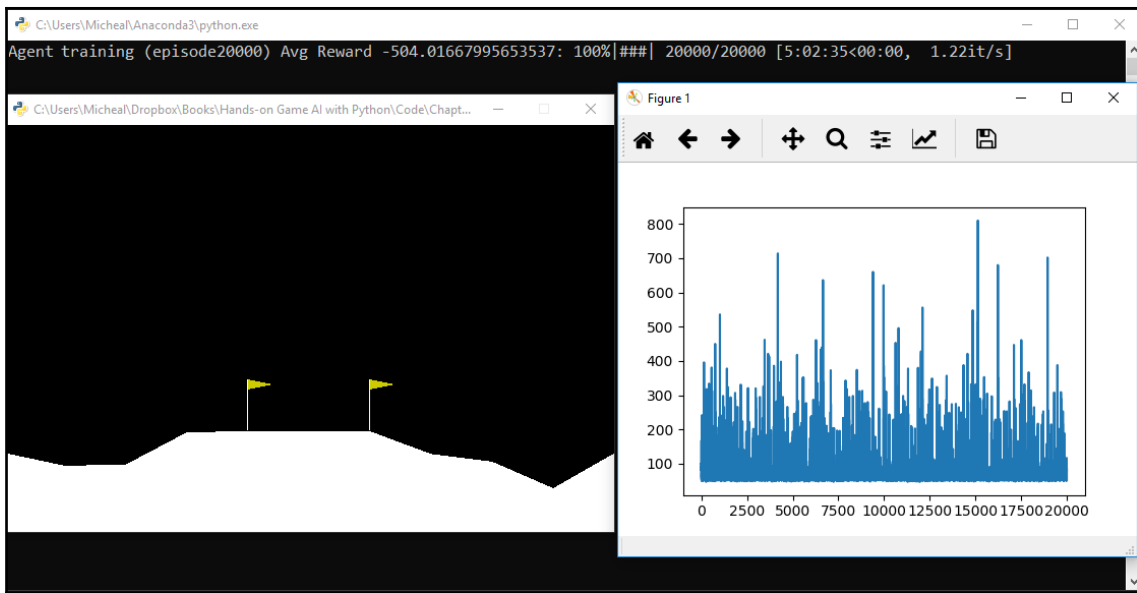 C:\Users\Micheal\Anaconda3\python.exe
Agent training (episode20000) Avg Reward -504.01667995653537: 100%|###| 20000/20000 [5:02:35<00:00,  1.22it/s]
C:\Users\Micheal\Dropbox\Books\Hands-on Game AI with Python\Code\Chapt...
Figure 1
800
700
600
500
400
300
200
100
0 2500 5000 7500 10000 12500 15000 17500 20000